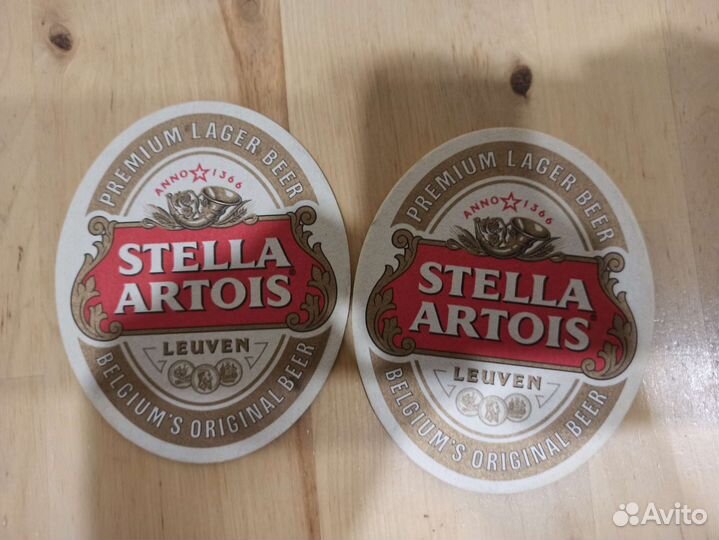 PREMIUM LAGER BEER
ANNO 1366
STELLA
ARTOIS
LEUVEN
BELGIUM'S ORIGINAL BEER
PREMIUM LAGER BEER
ANNO 1366
STELLA
ARTOIS
LEUVEN
BELGIUM'S ORIGINAL BEER
Avito